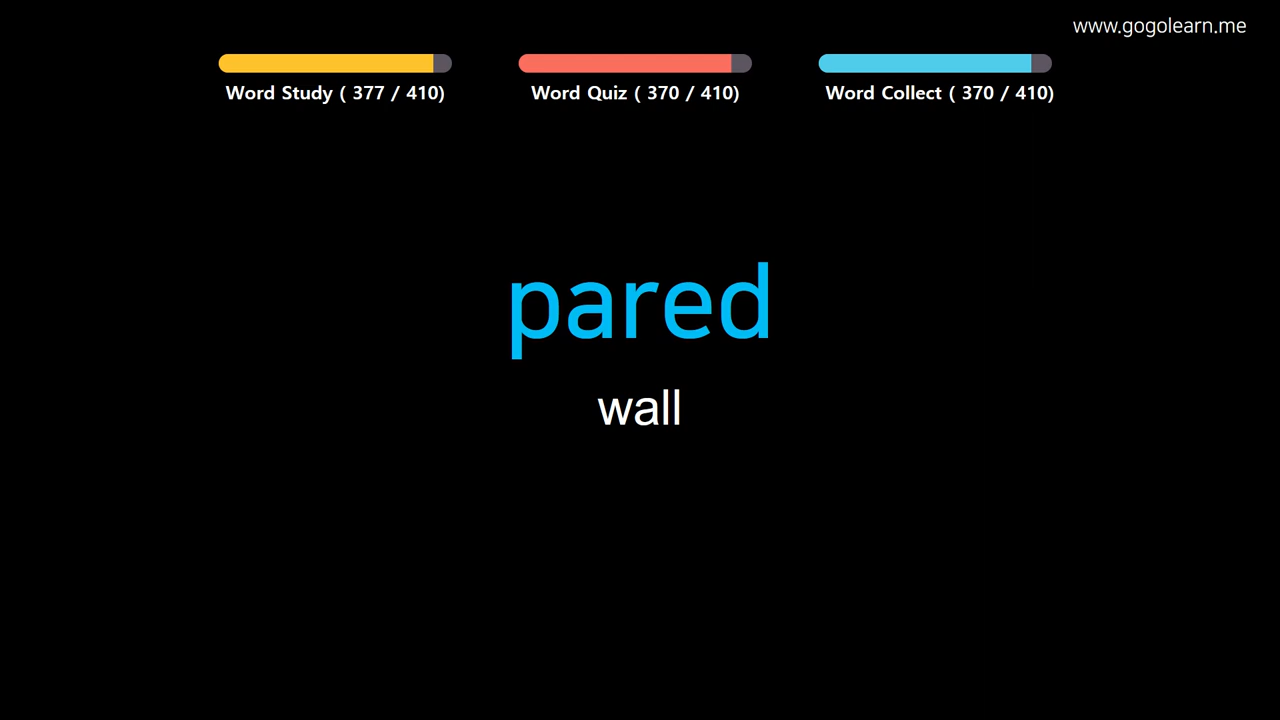 www.gogolearn.me
Word Study ( 377 / 410)
Word Quiz ( 370 / 410)
Word Collect ( 370 / 410)
pared
wall